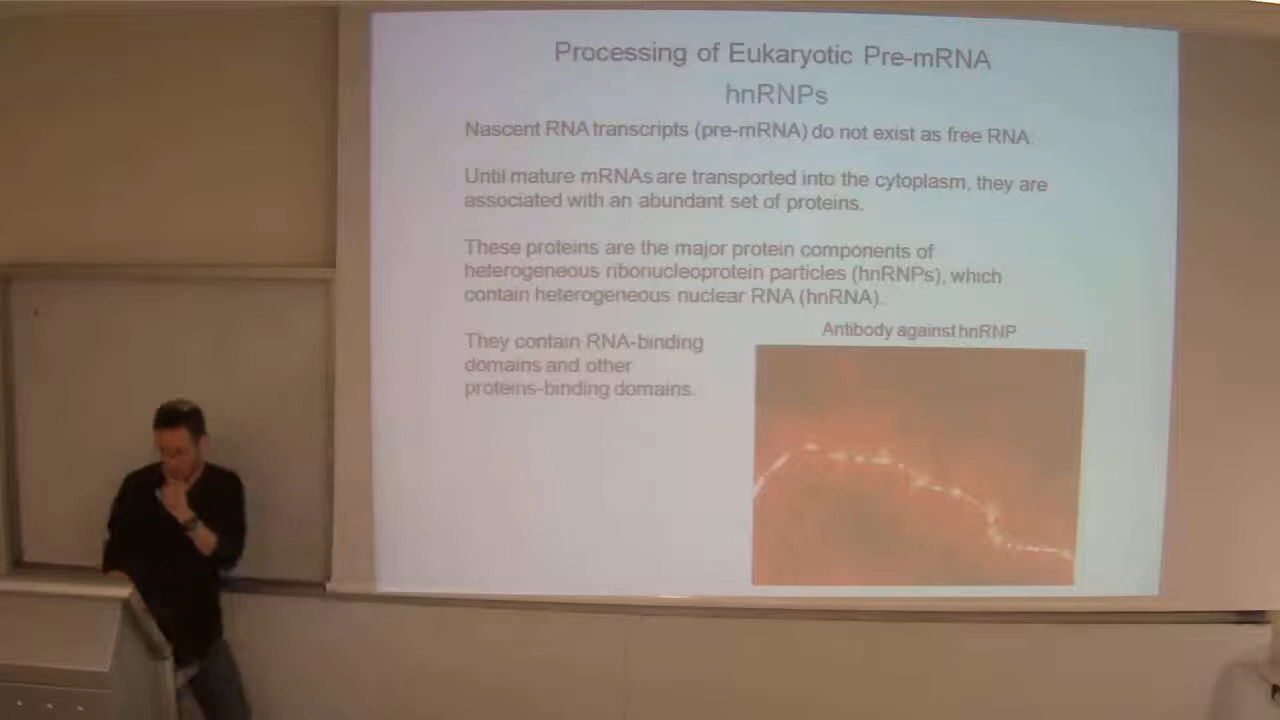 Processing of Eukaryotic Pre-mRNA
hnRNPs
Nascent RNA transcripts (pre-mRNA) do not exist as free RNA.
Until mature mRNAs are transported into the cytoplasm, they are
associated with an abundant set of proteins.
These proteins are the major protein components of
heterogeneous ribonucleoprotein particles (hnRNPs), which
contain heterogeneous nuclear RNA (hnRNA).
They contain RNA-binding
domains and other
proteins-binding domains.
Antibody against hnRNP